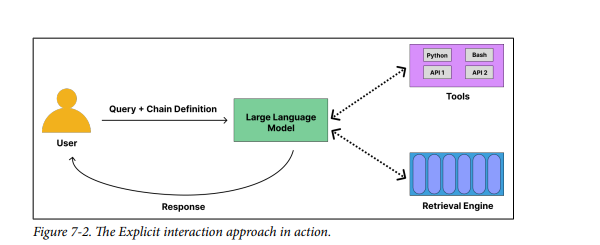 Query + Chain Definition
User
Large Language
Model
Response
Python
Bash
API 1
API 2
Tools
Retrieval Engine
Figure 7-2. The Explicit interaction approach in action.